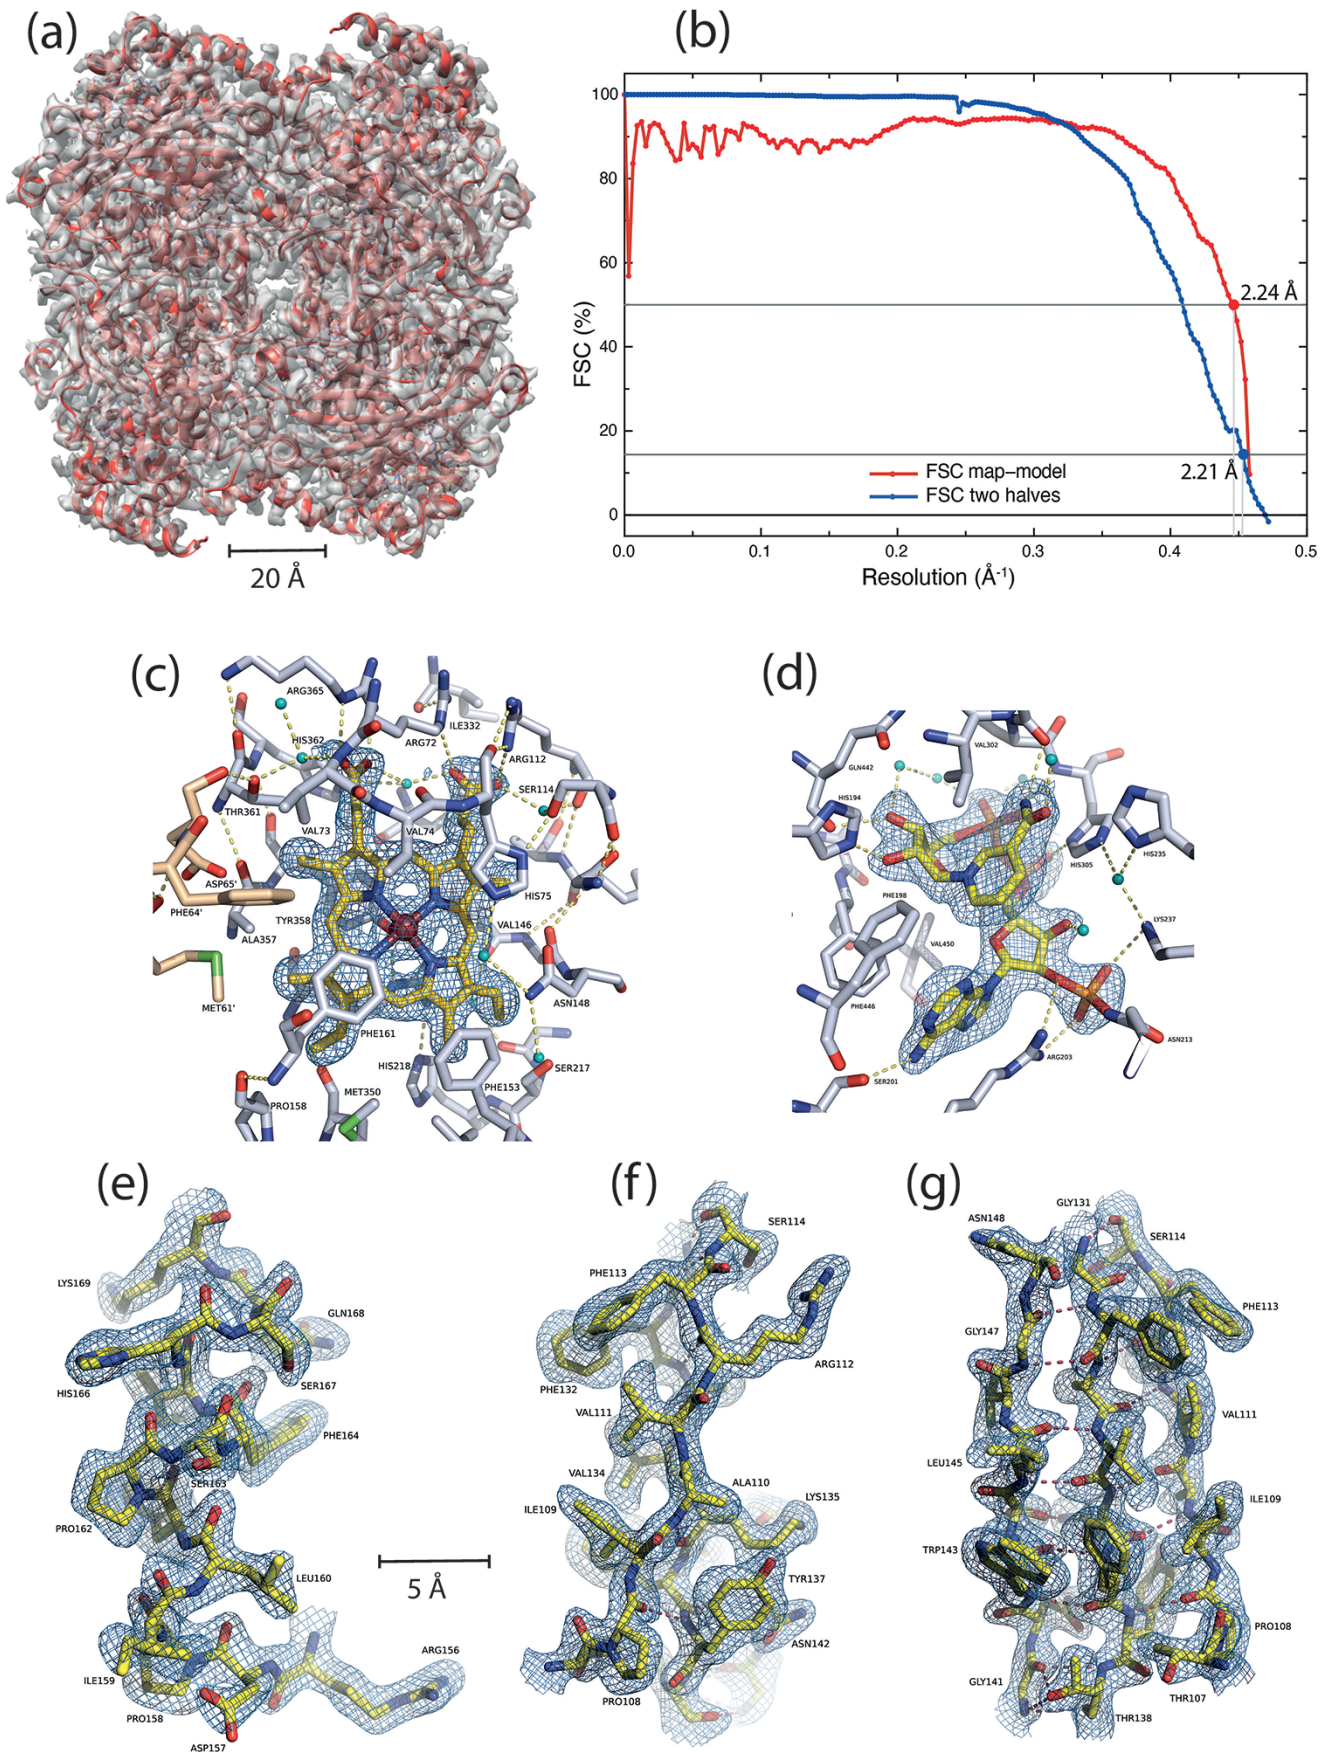 (a)
20 Å
(b)
100
80
60
40
20
0
FSC (%)
2.24 Å
2.21 Å
FSC map–model
FSC two halves
0.0
0.1
0.2
0.3
0.4
0.5
Resolution (Å-1)
(c)
ARG365
ILE332
HIS362
ARG72
ARG112
SER114
THR361
VAL73
VAL74
ASP65'
HIS75
PHE64'
TYR358
VAL146
ALA357
MET61'
ASN148
PHE161
HIS218
SER217
PHE153
MET350
PRO158
(d)
VAL302
GLN442
HIS194
HIS305
HIS235
PHE198
LYS237
VAL450
PHE446
ASN213
ARG203
SER201
(e)
LYS169
GLN168
HIS166
SER167
PHE164
SER163
PRO162
LEU160
ARG156
ILE159
PRO158
ASP157
5 Å
(f)
SER114
PHE113
ARG112
PHE132
VAL111
VAL134
ALA110
LYS135
ILE109
TYR137
ASN142
PRO108
(g)
GLY131
ASN148
SER114
PHE113
GLY147
VAL111
LEU145
ILE109
TRP143
PRO108
GLY141
THR107
THR138